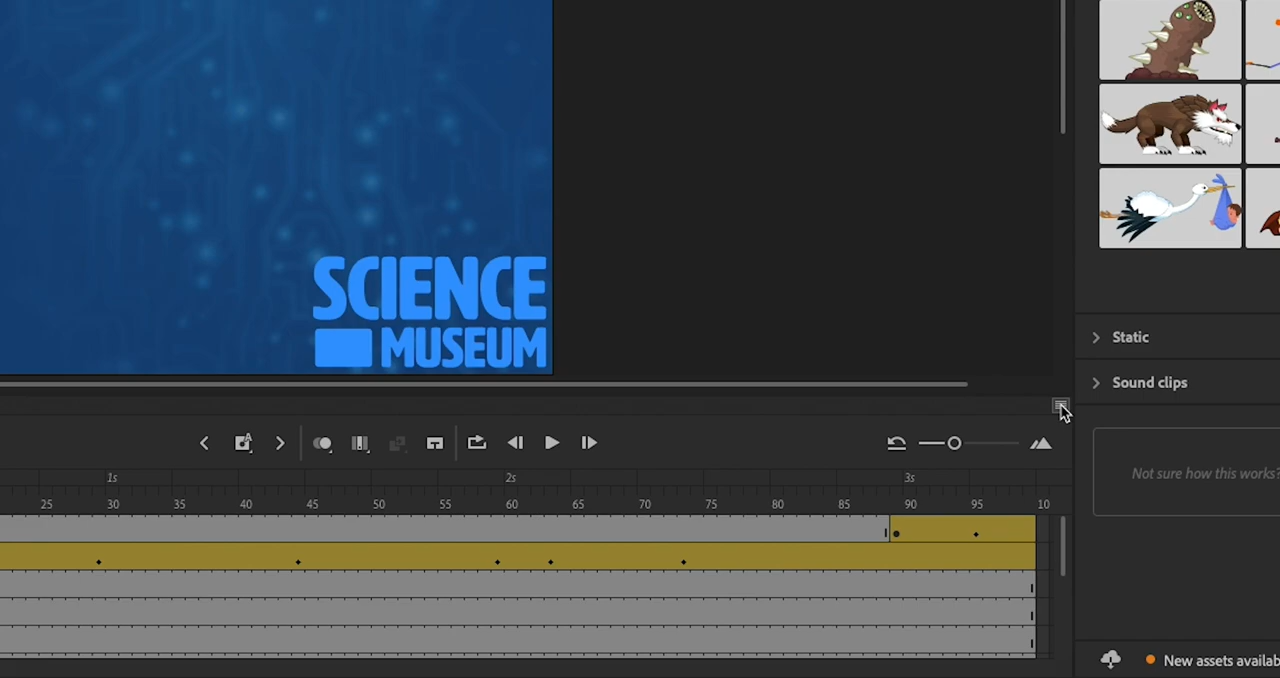 SCIENCE
MUSEUM
Static
Sound clips
Not sure how this works?
1s 2s 3s
25 30 35 40 45 50 55 60 65 70 75 80 85 90 95 10
New assets availab